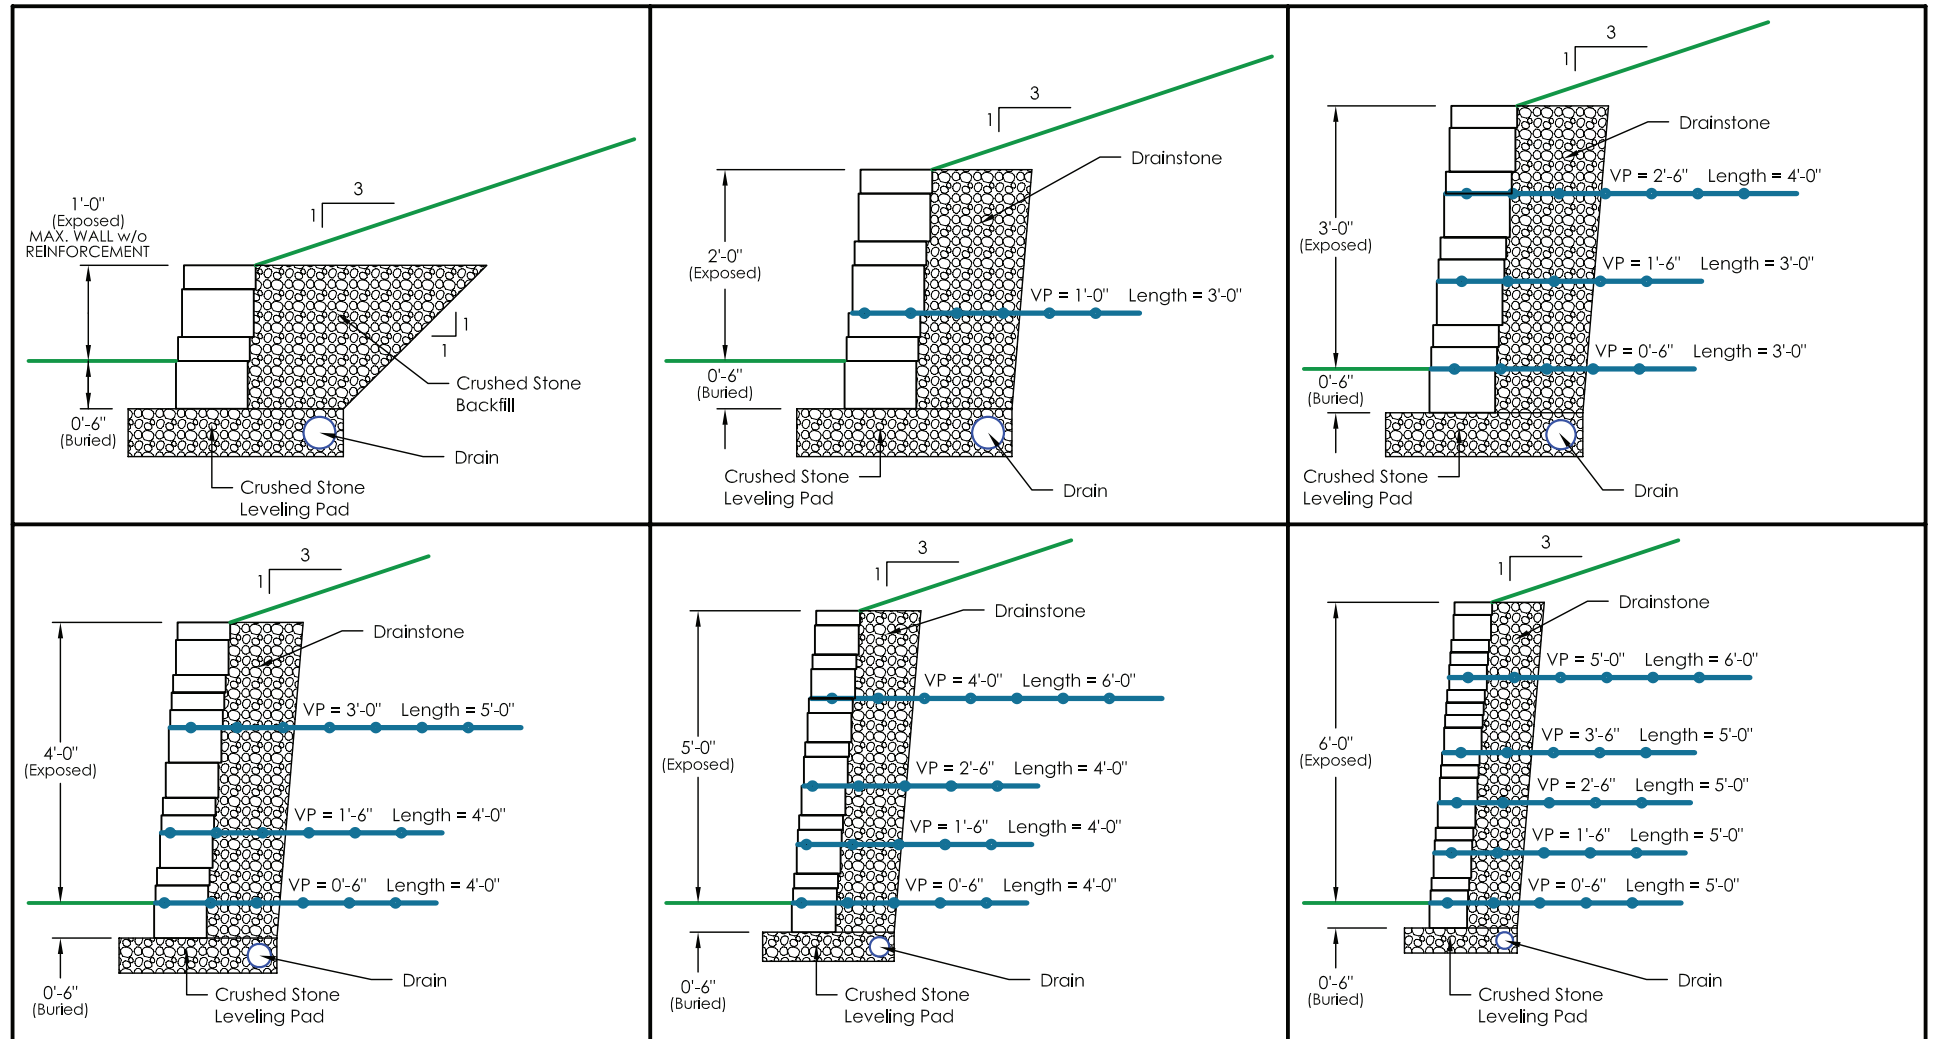 3
1
1'-0"
(Exposed)
MAX. WALL w/o
REINFORCEMENT
1
1
0'-6"
(Buried)
Crushed Stone
Backfill
Drain
Crushed Stone
Leveling Pad
3
1
Drainstone
2'-0"
(Exposed)
VP = 1'-0" Length = 3'-0"
0'-6"
(Buried)
Crushed Stone
Leveling Pad
Drain
3
1
Drainstone
VP = 2'-6" Length = 4'-0"
3'-0"
(Exposed)
VP = 1'-6" Length = 3'-0"
VP = 0'-6" Length = 3'-0"
0'-6"
(Buried)
Crushed Stone
Leveling Pad
Drain
3
1
Drainstone
VP = 3'-0" Length = 5'-0"
4'-0"
(Exposed)
VP = 1'-6" Length = 4'-0"
VP = 0'-6" Length = 4'-0"
0'-6"
(Buried)
Drain
Crushed Stone
Leveling Pad
3
1
Drainstone
VP = 4'-0" Length = 6'-0"
5'-0"
(Exposed)
VP = 2'-6" Length = 4'-0"
VP = 1'-6" Length = 4'-0"
VP = 0'-6" Length = 4'-0"
0'-6"
(Buried)
Drain
Crushed Stone
Leveling Pad
3
1
Drainstone
VP = 5'-0" Length = 6'-0"
6'-0"
(Exposed)
VP = 3'-6" Length = 5'-0"
VP = 2'-6" Length = 5'-0"
VP = 1'-6" Length = 5'-0"
VP = 0'-6" Length = 5'-0"
0'-6"
(Buried)
Drain
Crushed Stone
Leveling Pad